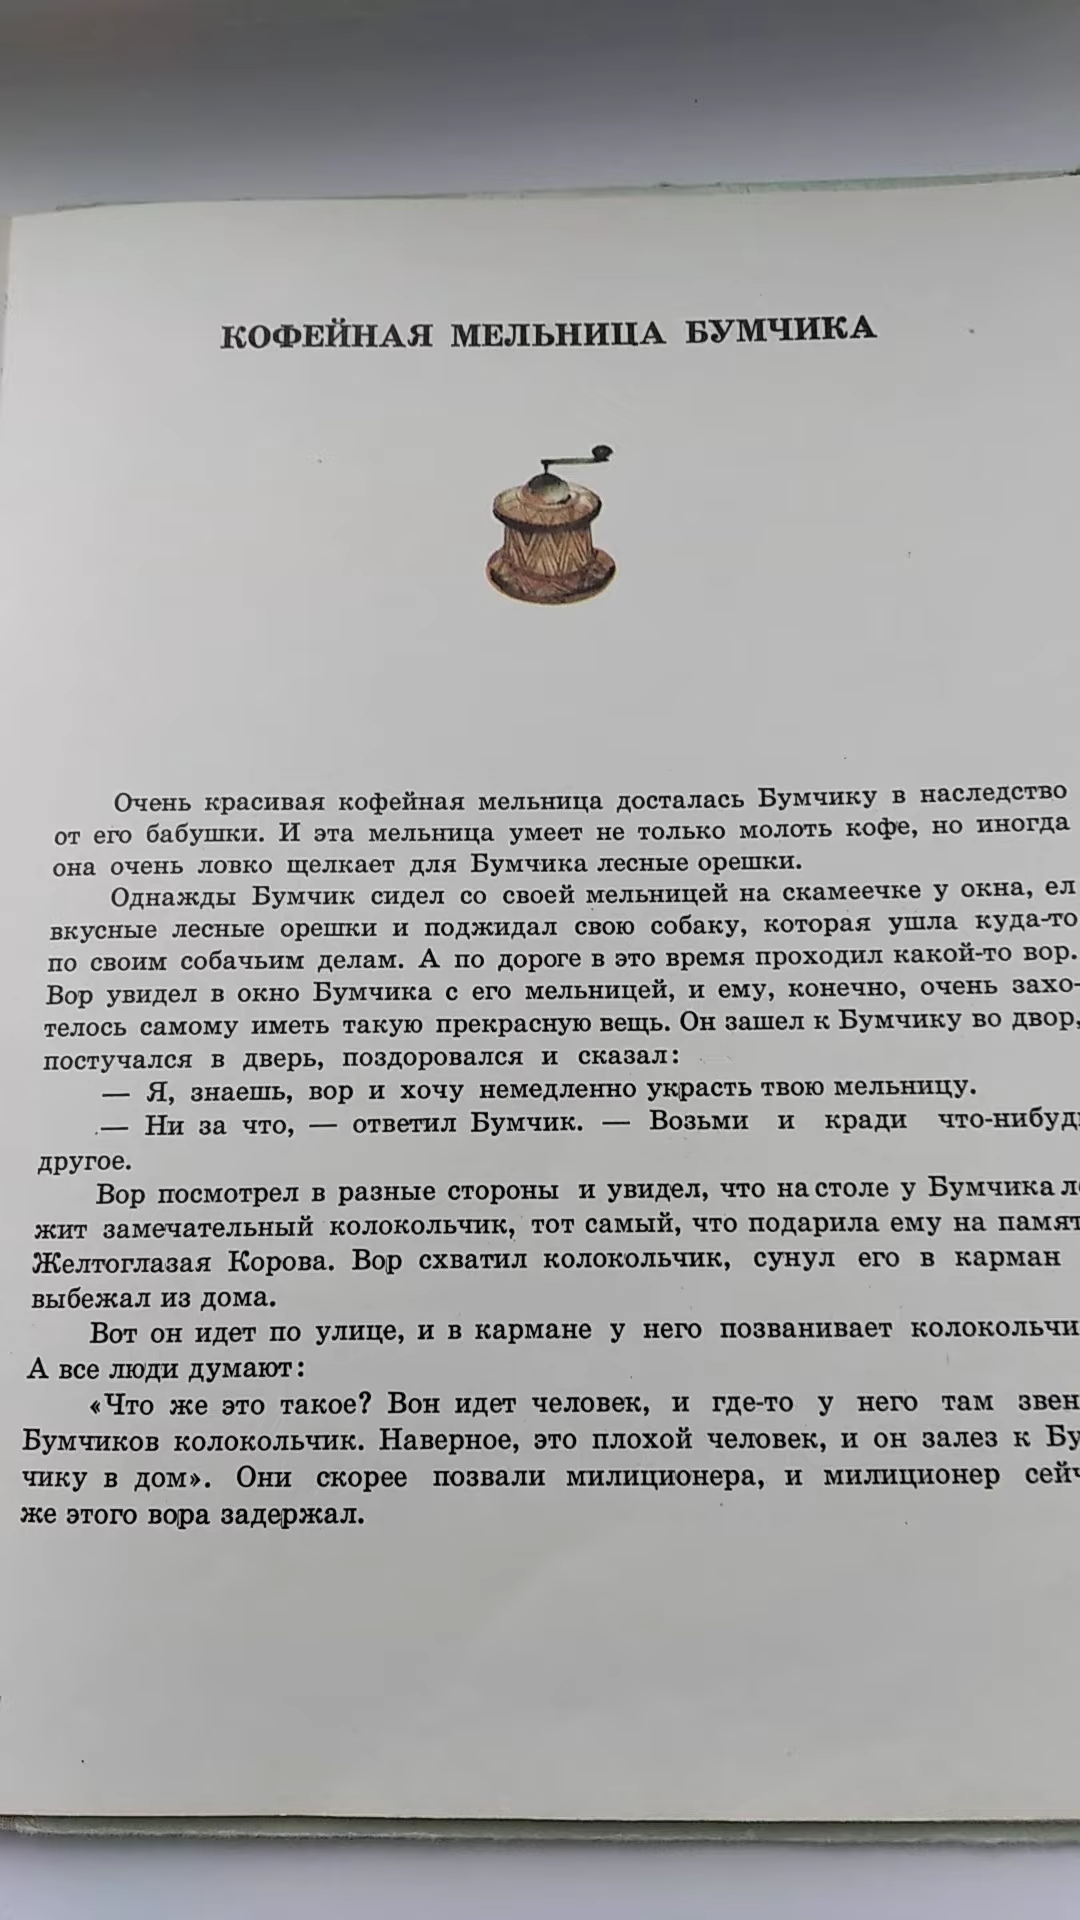 КОФЕЙНАЯ МЕЛЬНИЦА БУМЧИКА
Очень красивая кофейная мельница досталась Бумчику в наследство
от его бабушки. И эта мельница умеет не только молоть кофе, но иногда
она очень ловко щелкает для Бумчика лесные орешки.
Однажды Бумчик сидел со своей мельницей на скамеечке у окна, ел
вкусные лесные орешки и поджидал свою собаку, которая ушла куда-то
по своим собачьим делам. А по дороге в это время проходил какой-то вор.
Вор увидел в окно Бумчика с его мельницей, и ему, конечно, очень захо-
телось самому иметь такую прекрасную вещь. Он зашел к Бумчику во двор,
постучался в дверь, поздоровался и сказал:
— Я, знаешь, вор и хочу немедленно украсть твою мельницу.
— Ни за что, — ответил Бумчик. — Возьми и кради
другое.
Вор посмотрел в разные стороны и увидел, что на столе у Бумчика
жит замечательный колокольчик, тот самый, что подарила ему на
Желтоглазая Корова. Вор схватил колокольчик, сунул его в карман
выбежал из дома.
Вот он идет по улице, и в кармане у него позванивает
А все люди думают:
«Что же это такое? Вон идет человек, и где-то у него там
Бумчиков колокольчик. Наверное, это плохой человек, и он залез к
чику в дом». Они скорее позвали милиционера, и милиционер
же этого вора задержал.